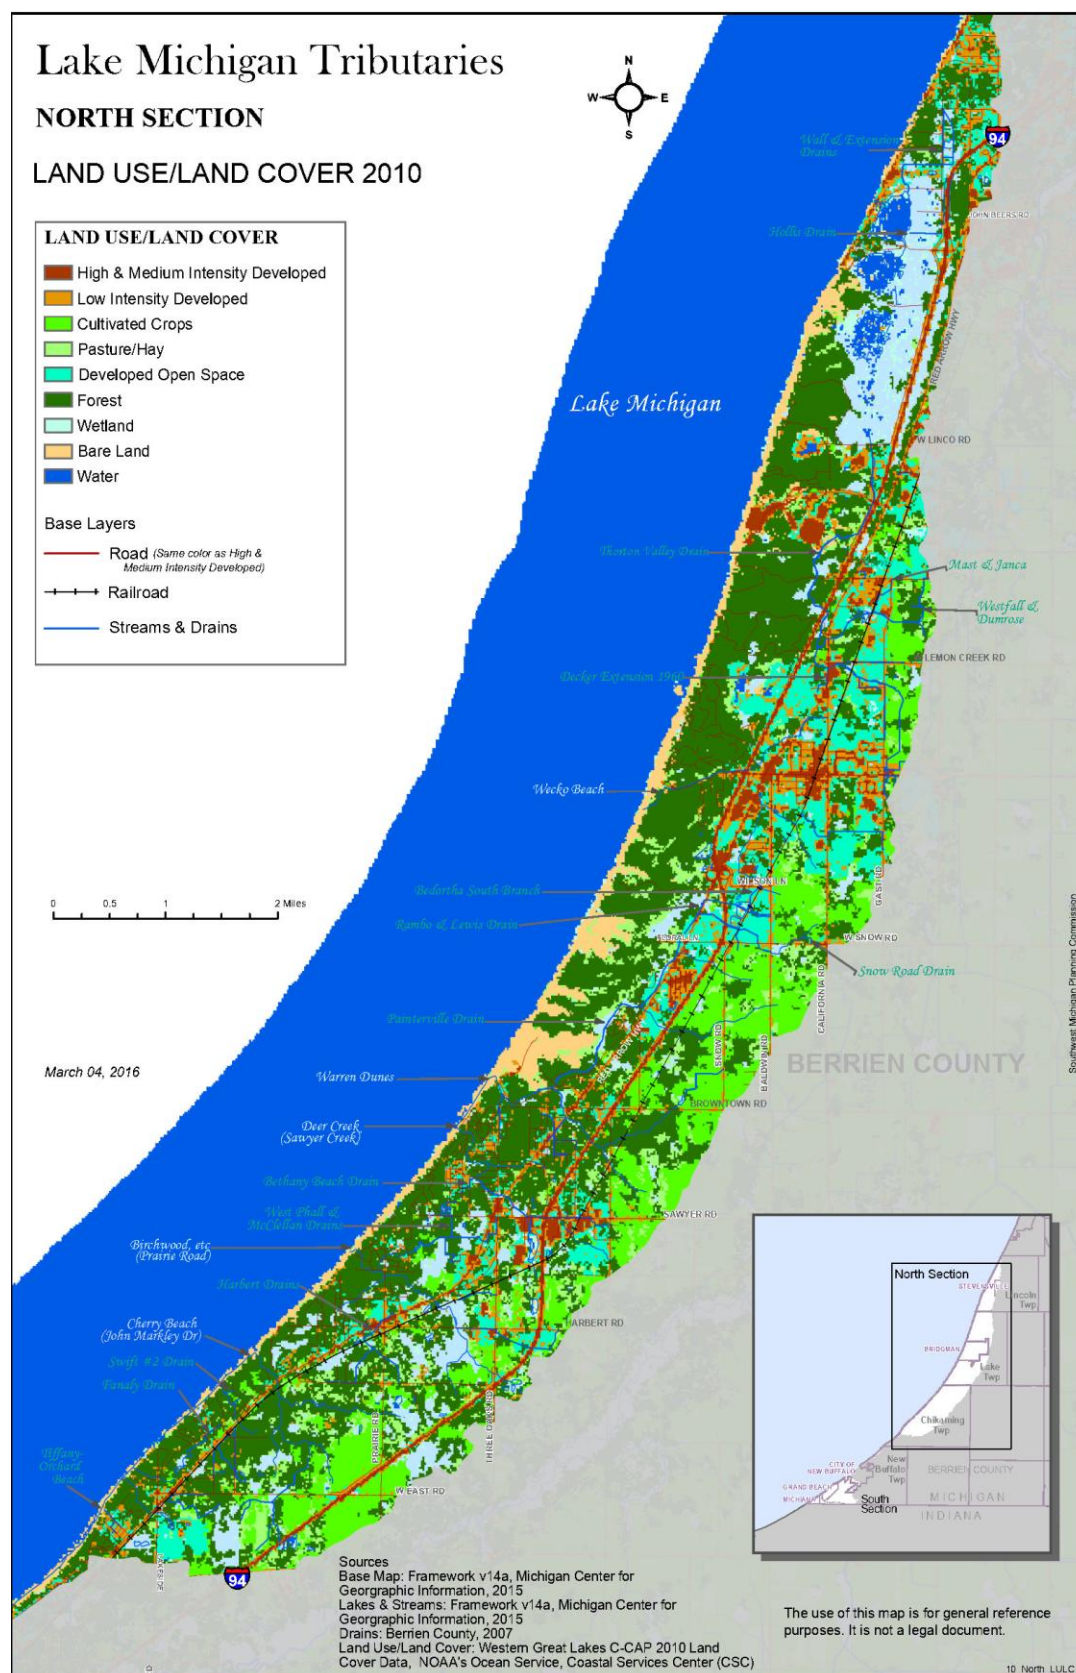 Lake Michigan Tributaries
NORTH SECTION
LAND USE/LAND COVER 2010
N
W
E
S
LAND USE/LAND COVER
High & Medium Intensity Developed
Low Intensity Developed
Cultivated Crops
Pasture/Hay
Developed Open Space
Forest
Wetland
Bare Land
Water
Base Layers
Road (Same color as High &
Medium Intensity Developed)
Railroad
Streams & Drains
Wall & Extension
Drains
94
JOHN BEERS RD
Hollis Drain
RED ARROW HWY
Lake Michigan
W LINCO RD
Thorton Valley Drain
Mast & Janca
Westfall &
Dumrose
LEMON CREEK RD
Decker Extension 1960
Wecko Beach
Bedortha South Branch
Rambo & Lewis Drain
GAST RD
W SNOW RD
Snow Road Drain
CALIFORNIA RD
Painterville Drain
SNOW RD
BALDWIN RD
BERRIEN COUNTY
0 0.5 1 2 Miles
March 04, 2016
Warren Dunes
BROWNTOWN RD
Deer Creek
(Sawyer Creek)
Bethany Beach Drain
West Phall &
McClellan Drains
SAWYER RD
Birchwood, etc
(Prairie Road)
Harbert Drains
HARBERT RD
Cherry Beach
(John Markley Dr)
Swift #2 Drain
Fanaly Drain
PRAIRIE RD
Tiffany
Orchard
Beach
W EAST RD
94
North Section
STEVENSVILLE
Lincoln
Twp
BRIDGMAN
Lake
Twp
Chikaming
Twp
CITY OF
NEW BUFFALO
New
Buffalo
Twp
BERRIEN COUNTY
GRAND BEACH
South
Section
MICHIGAN
INDIANA
Sources
Base Map: Framework v14a, Michigan Center for
Georgraphic Information, 2015
Lakes & Streams: Framework v14a, Michigan Center for
Georgraphic Information, 2015
Drains: Berrien County, 2007
Land Use/Land Cover: Western Great Lakes C-CAP 2010 Land
Cover Data, NOAA's Ocean Service, Coastal Services Center (CSC)
The use of this map is for general reference
purposes. It is not a legal document.
Southwest Michigan Planning Commission
10_North_LULC